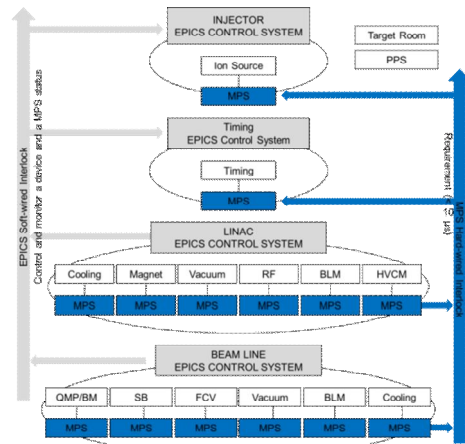 INJECTOR
EPICS CONTROL SYSTEM
Target Room
PPS
Ion Source
MPS
Timing
EPICS Control System
Timing
MPS
LINAC
EPICS CONTROL SYSTEM
Cooling
Magnet
Vacuum
RF
BLM
HVCM
MPS
MPS
MPS
MPS
MPS
MPS
BEAM LINE
EPICS CONTROL SYSTEM
QMP/BM
SB
FCV
Vacuum
BLM
Cooling
MPS
MPS
MPS
MPS
MPS
MPS
EPICS Soft-wired Interlock
Control and monitor a device and a MPS status
Requirement
μs)
MPS Hardwired Interlock